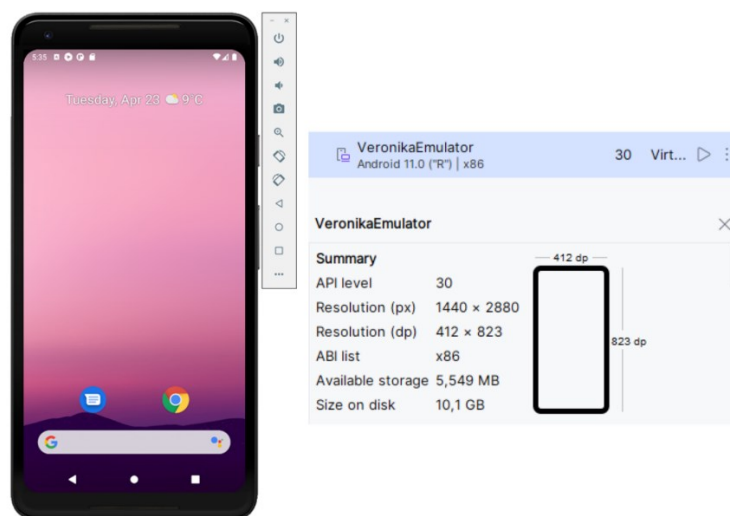 5:35
Tuesday, Apr 23 9°C
VeronikaEmulator 30 Virt...
Android 11.0 ("R") | x86
VeronikaEmulator
Summary
412 dp
API level 30
Resolution (px) 1440 × 2880
Resolution (dp) 412 × 823
823 dp
ABI list x86
Available storage 5,549 MB
Size on disk 10,1 GB